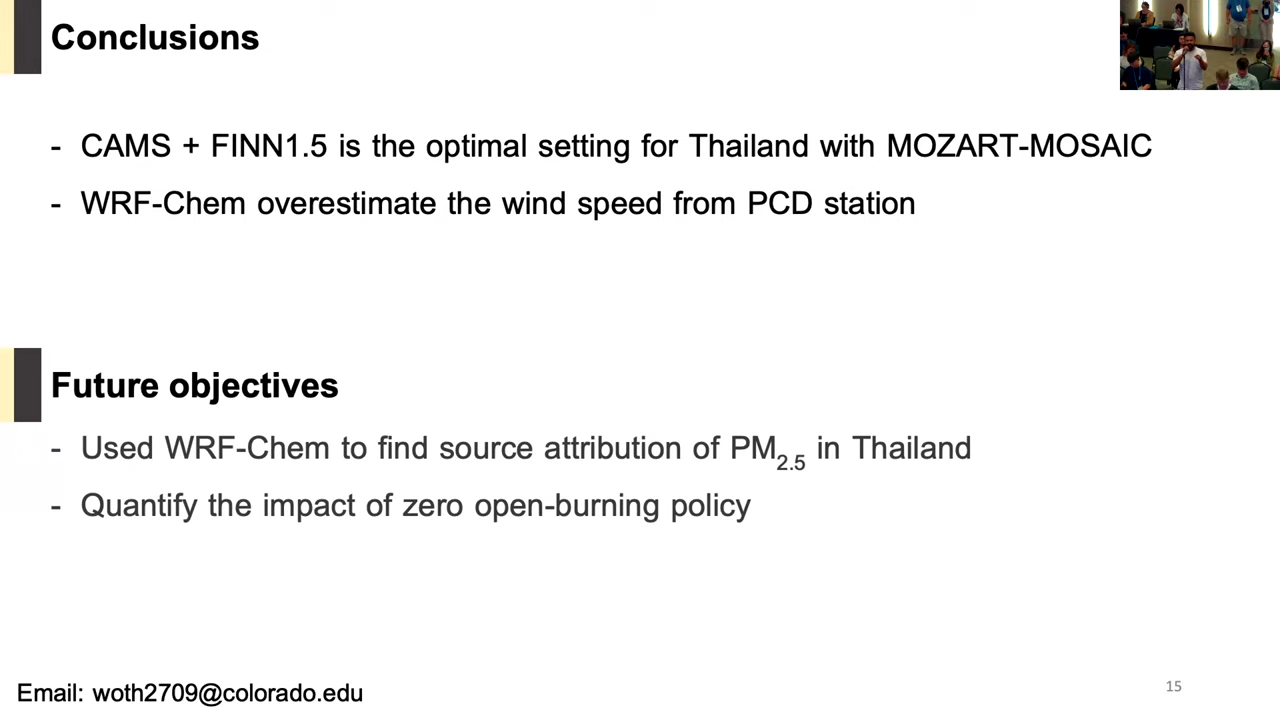 Conclusions
- CAMS + FINN1.5 is the optimal setting for Thailand with MOZART-MOSAIC
- WRF-Chem overestimate the wind speed from PCD station
Future objectives
- Used WRF-Chem to find source attribution of PM2.5 in Thailand
- Quantify the impact of zero open-burning policy
Email: woth2709@colorado.edu
15